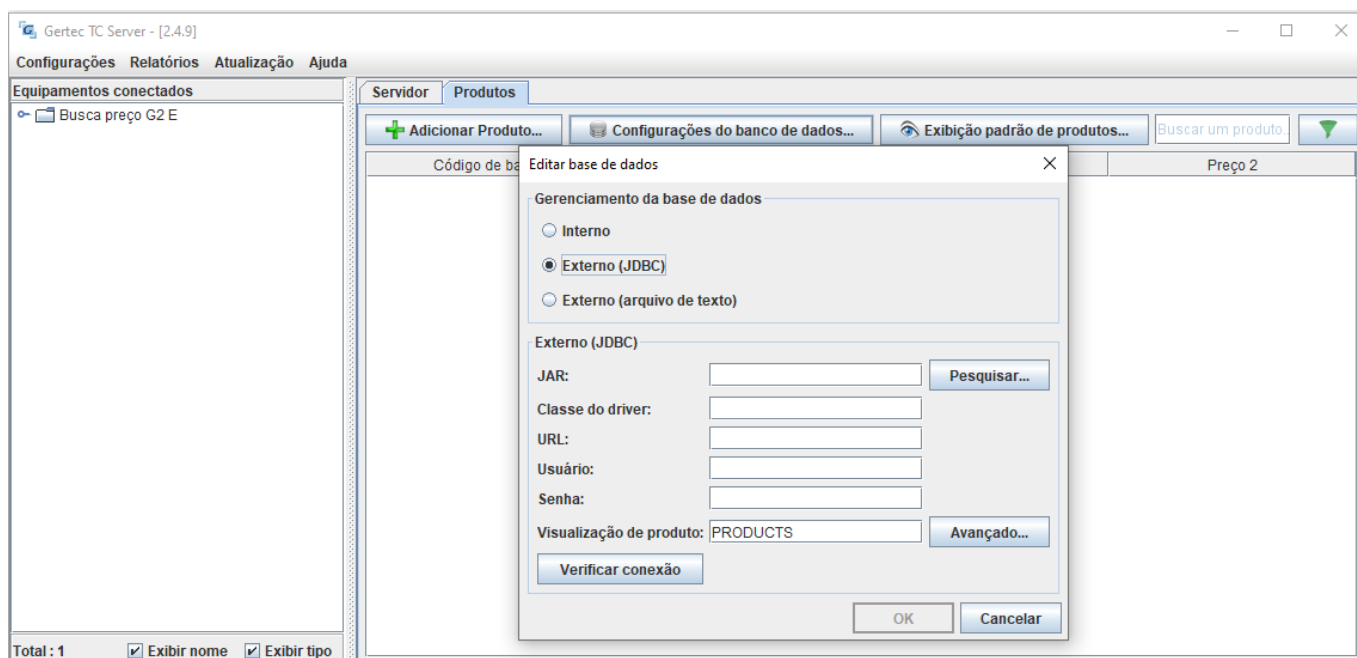 Gertec TC Server - [2.4.9]
Configurações Relatórios Atualização Ajuda
Equipamentos conectados
Busca preço G2 E
Servidor Produtos
Adicionar Produto... Configurações do banco de dados... Exibição padrão de produtos... Buscar um produto..
Código de ba Preço 2
Editar base de dados
Gerenciamento da base de dados
Interno
Externo (JDBC)
Externo (arquivo de texto)
Externo (JDBC)
JAR: Pesquisar...
Classe do driver:
URL:
Usuário:
Senha:
Visualização de produto: PRODUCTS Avançado...
Verificar conexão
OK Cancelar
Total : 1 Exibir nome Exibir tipo